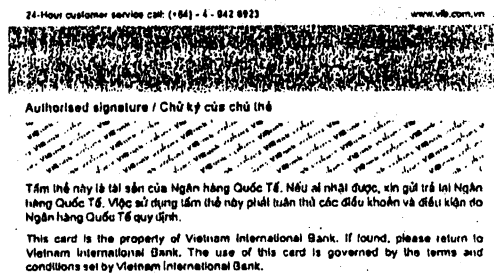 24-Hour customer service call: (+84) - 4 - 942 6923
www.vib.com.vn
Authorised signature / Chữ ký của chủ thẻ
Tấm thẻ này là tài sản của Ngân hàng Quốc Tế. Nếu ai nhặt được, xin gửi trả lại Ngân
hàng Quốc Tế. Việc sử dụng tấm thẻ này phải tuân thủ các điều khoản và điều kiện do
Ngân hàng Quốc Tế quy định.
This card is the property of Vietnam International Bank. If found, please return to
Vietnam International Bank. The use of this card is governed by the terms and
conditions set by Vietnam International Bank.